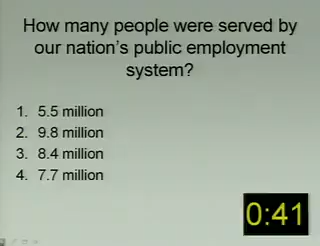 How many people were served by
our nation's public employment
system?
1. 5.5 million
2. 9.8 million
3. 8.4 million
4. 7.7 million
0:41